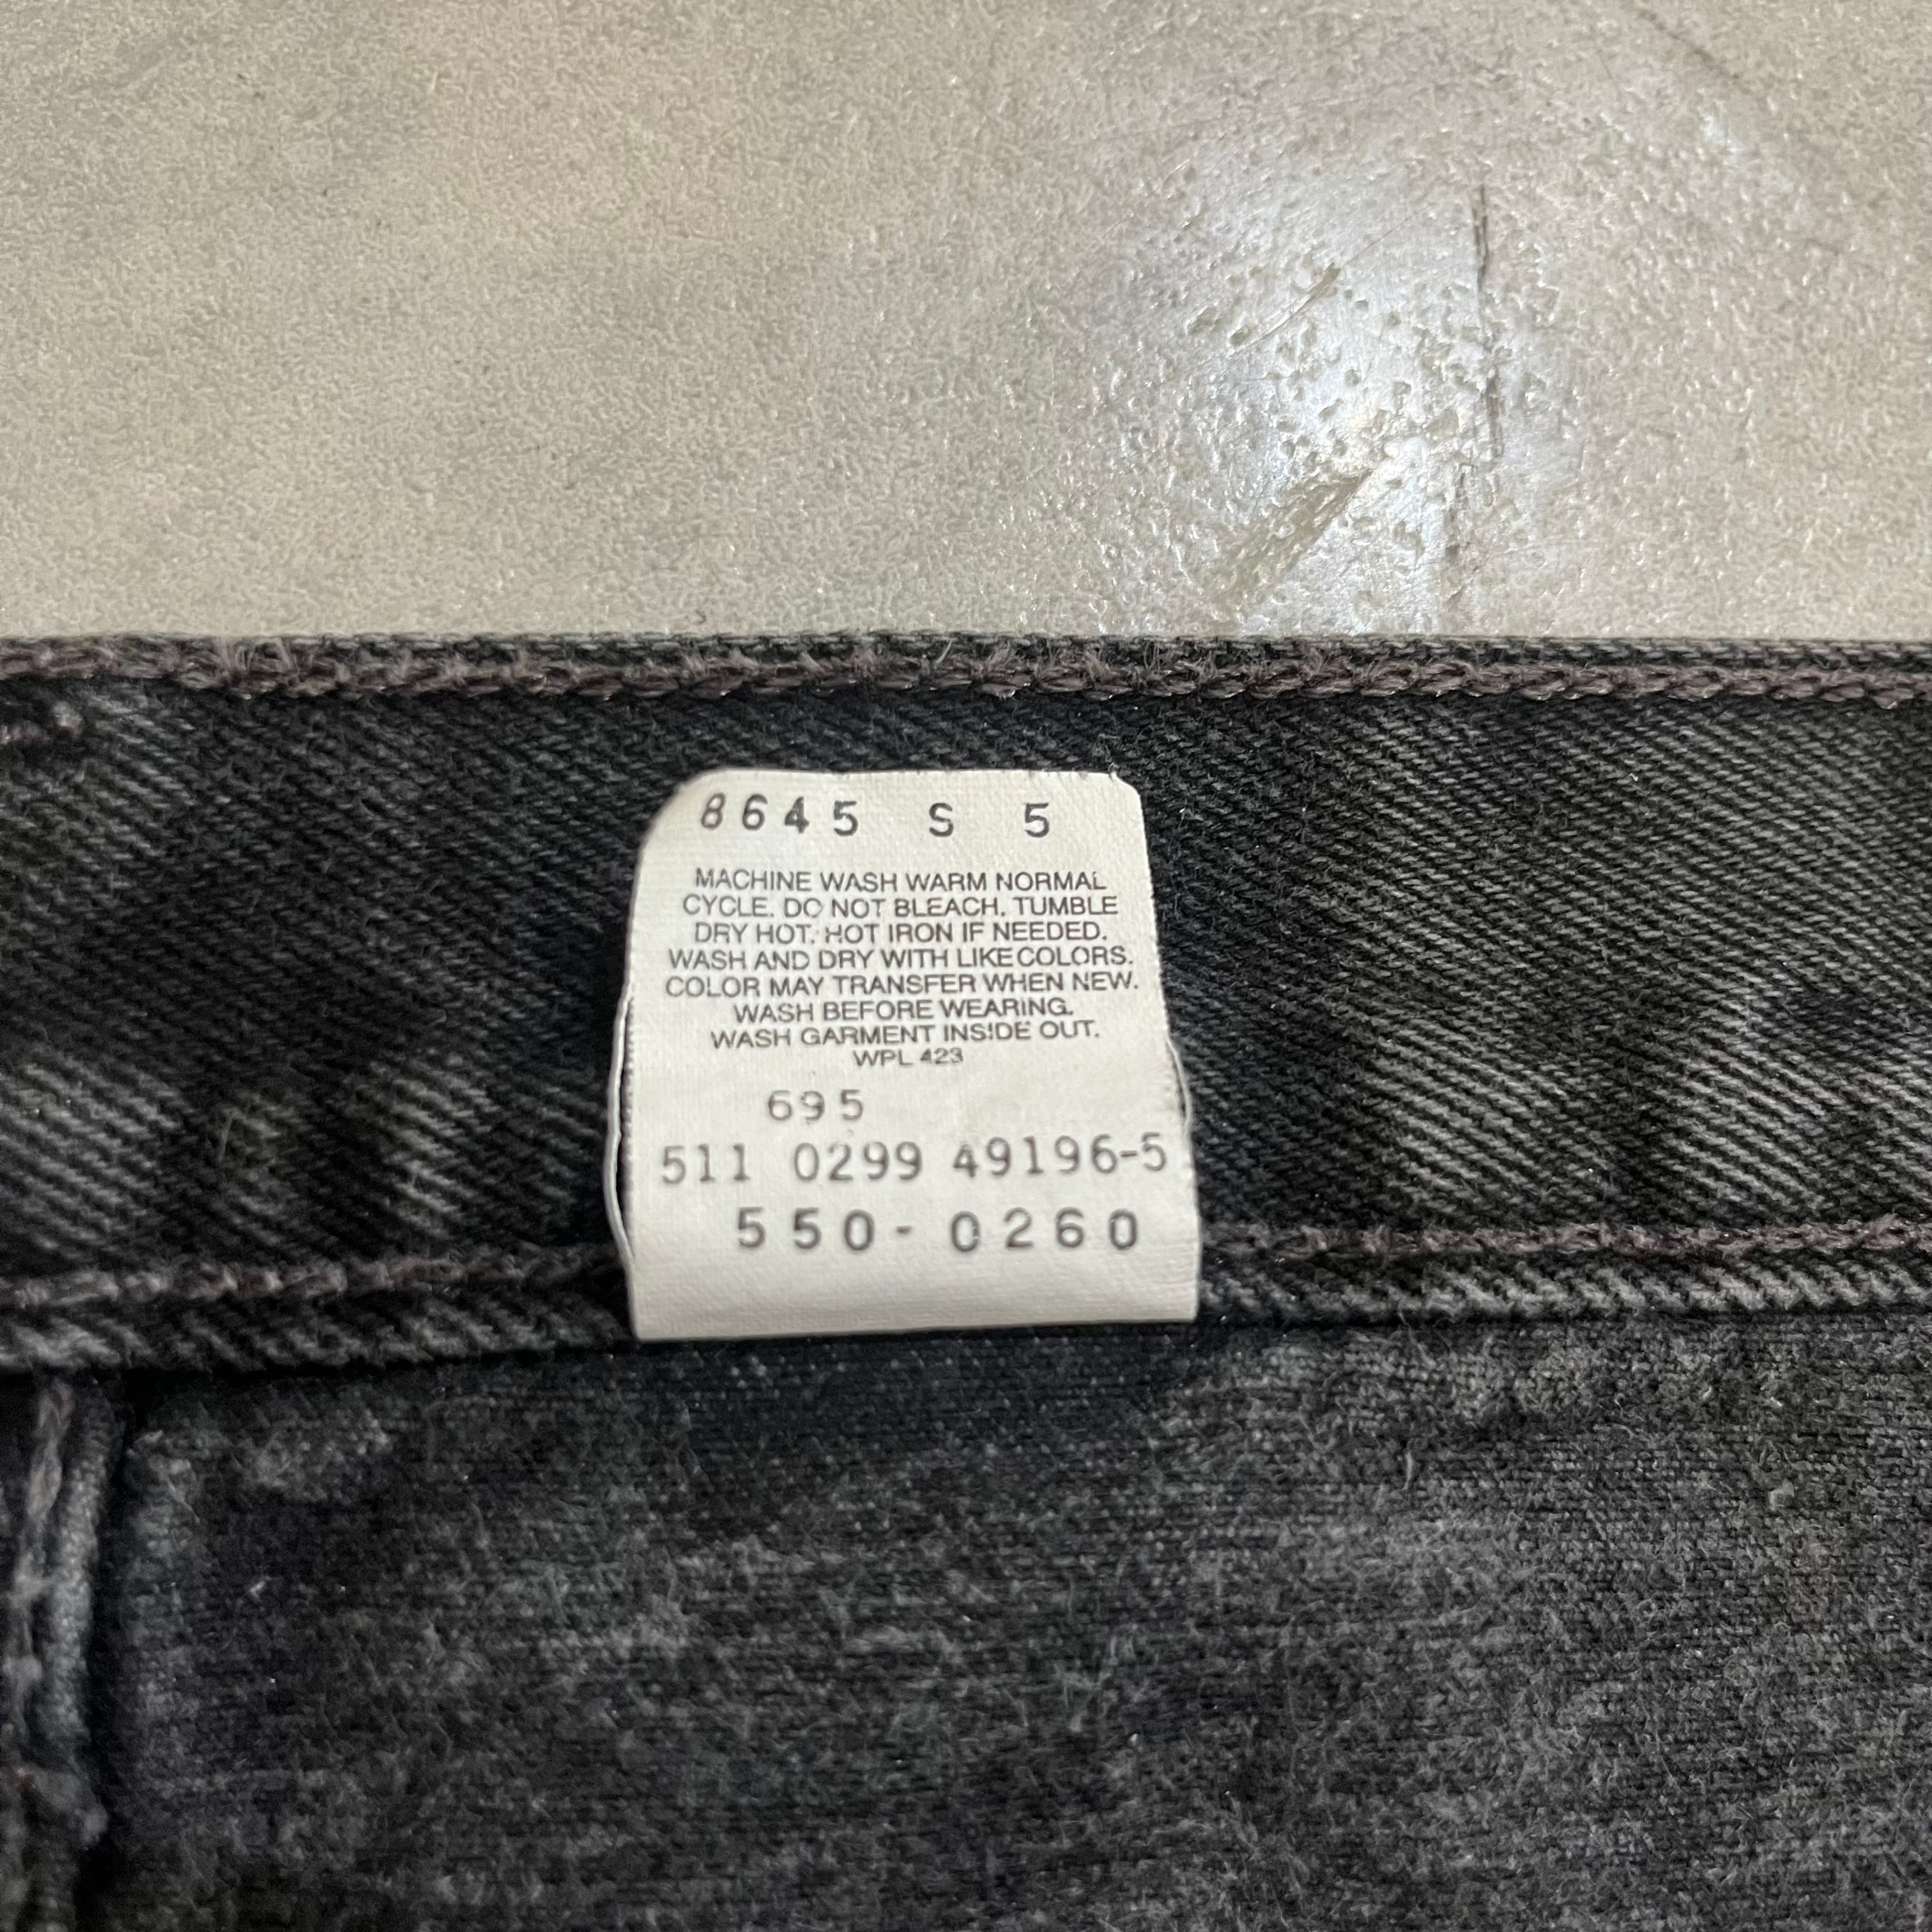 8645 S 5
MACHINE WASH WARM NORMAL
CYCLE. DO NOT BLEACH. TUMBLE
DRY HOT. HOT IRON IF NEEDED.
WASH AND DRY WITH LIKE COLORS.
COLOR MAY TRANSFER WHEN NEW.
WASH BEFORE WEARING.
WASH GARMENT INSIDE OUT.
WPL 423
695
511 0299 49196-5
550-0260